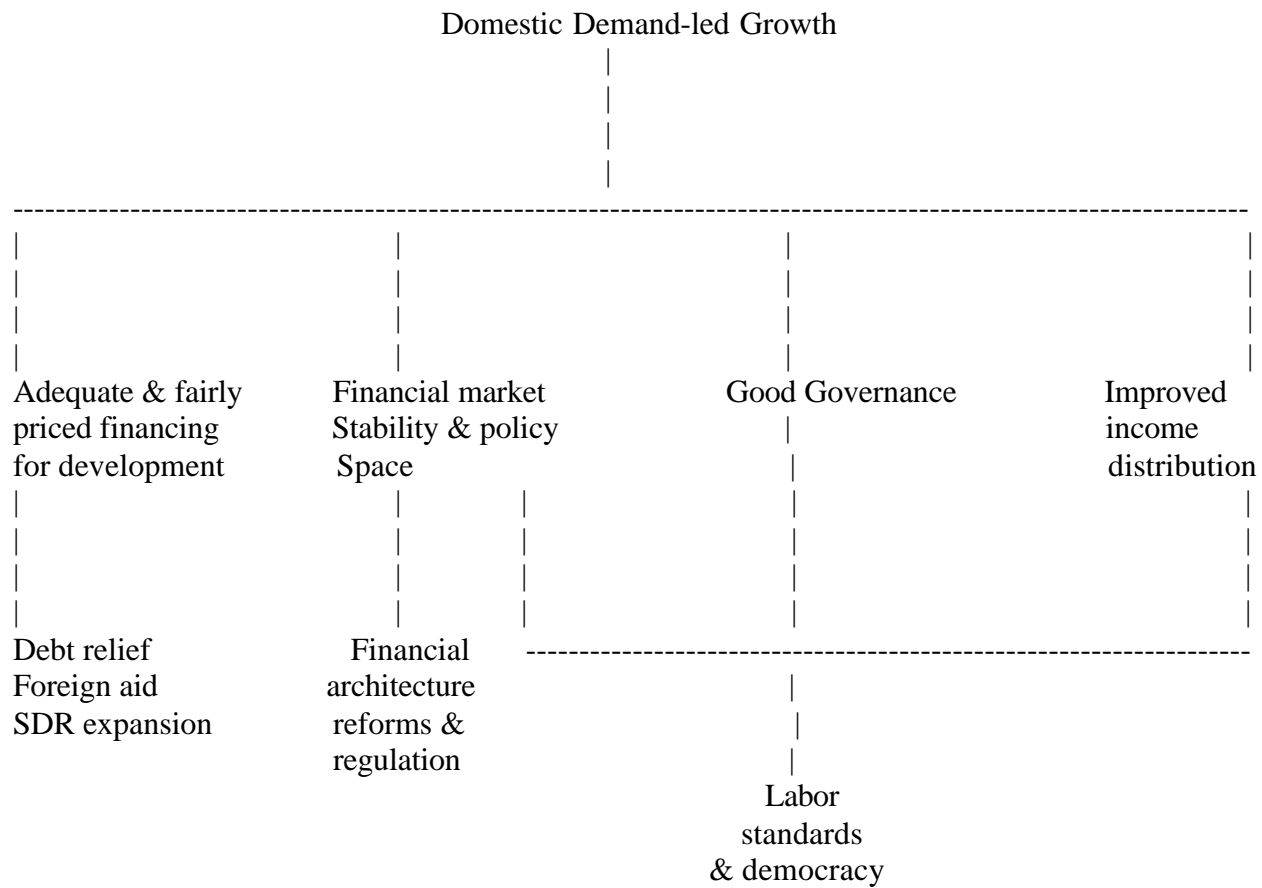 Domestic Demand-led Growth
Adequate & fairly
priced financing
for development
Financial market
Stability & policy
Space
Good Governance
Improved
income
distribution
Debt relief
Foreign aid
SDR expansion
Financial
architecture
reforms &
regulation
Labor
standards
& democracy